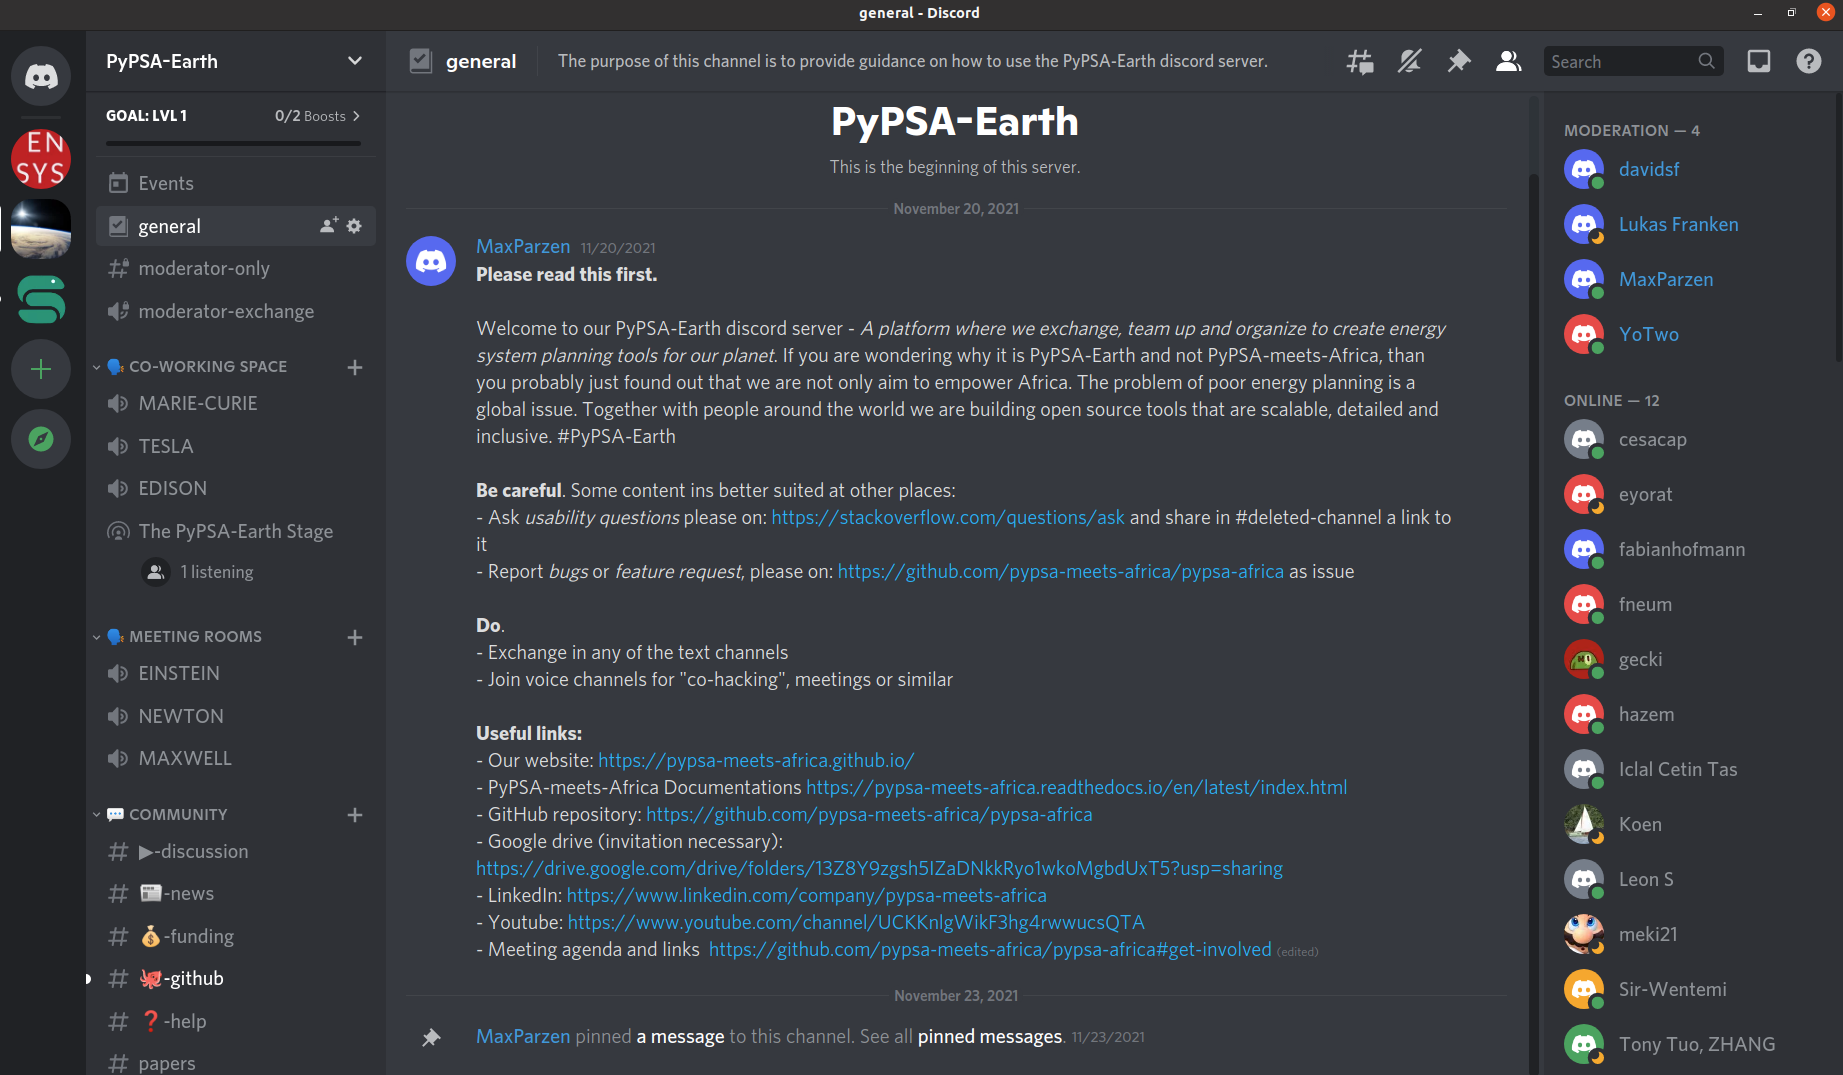 general - Discord
EN
SYS
PyPSA-Earth
GOAL: LVL 1 0/2 Boosts
Events
general
moderator-only
moderator-exchange
CO-WORKING SPACE
MARIE-CURIE
TESLA
EDISON
The PyPSA-Earth Stage
1 listening
MEETING ROOMS
EINSTEIN
NEWTON
MAXWELL
COMMUNITY
▶-discussion
-news
-funding
-github
❓-help
papers
general The purpose of this channel is to provide guidance on how to use the PyPSA-Earth discord server.
Search
PyPSA-Earth
This is the beginning of this server.
November 20, 2021
MaxParzen 11/20/2021
Please read this first.
Welcome to our PyPSA-Earth discord server - A platform where we exchange, team up and organize to create energy
system planning tools for our planet. If you are wondering why it is PyPSA-Earth and not PyPSA-meets-Africa, than
you probably just found out that we are not only aim to empower Africa. The problem of poor energy planning is a
global issue. Together with people around the world we are building open source tools that are scalable, detailed and
inclusive. #PyPSA-Earth
Be careful. Some content ins better suited at other places:
- Ask usability questions please on: https://stackoverflow.com/questions/ask and share in #deleted-channel a link to
it
- Report bugs or feature request, please on: https://github.com/pypsa-meets-africa/pypsa-africa as issue
Do.
- Exchange in any of the text channels
- Join voice channels for "co-hacking", meetings or similar
Useful links:
- Our website: https://pypsa-meets-africa.github.io/
- PyPSA-meets-Africa Documentations https://pypsa-meets-africa.readthedocs.io/en/latest/index.html
- GitHub repository: https://github.com/pypsa-meets-africa/pypsa-africa
- Google drive (invitation necessary):
https://drive.google.com/drive/folders/13Z8Y9zgsh5IZaDNkkRyo1wkoMgbdUxT5?usp=sharing
- LinkedIn: https://www.linkedin.com/company/pypsa-meets-africa
- Youtube: https://www.youtube.com/channel/UCKKnlgWikF3hg4rwwucsQTA
- Meeting agenda and links https://github.com/pypsa-meets-africa/pypsa-africa#get-involved (edited)
November 23, 2021
MaxParzen pinned a message to this channel. See all pinned messages. 11/23/2021
MODERATION — 4
davidsf
Lukas Franken
MaxParzen
YoTwo
ONLINE — 12
cesacap
eyorat
fabianhofmann
fneum
gecki
hazem
Iclal Cetin Tas
Koen
Leon S
meki21
Sir-Wentemi
Tony Tuo, ZHANG